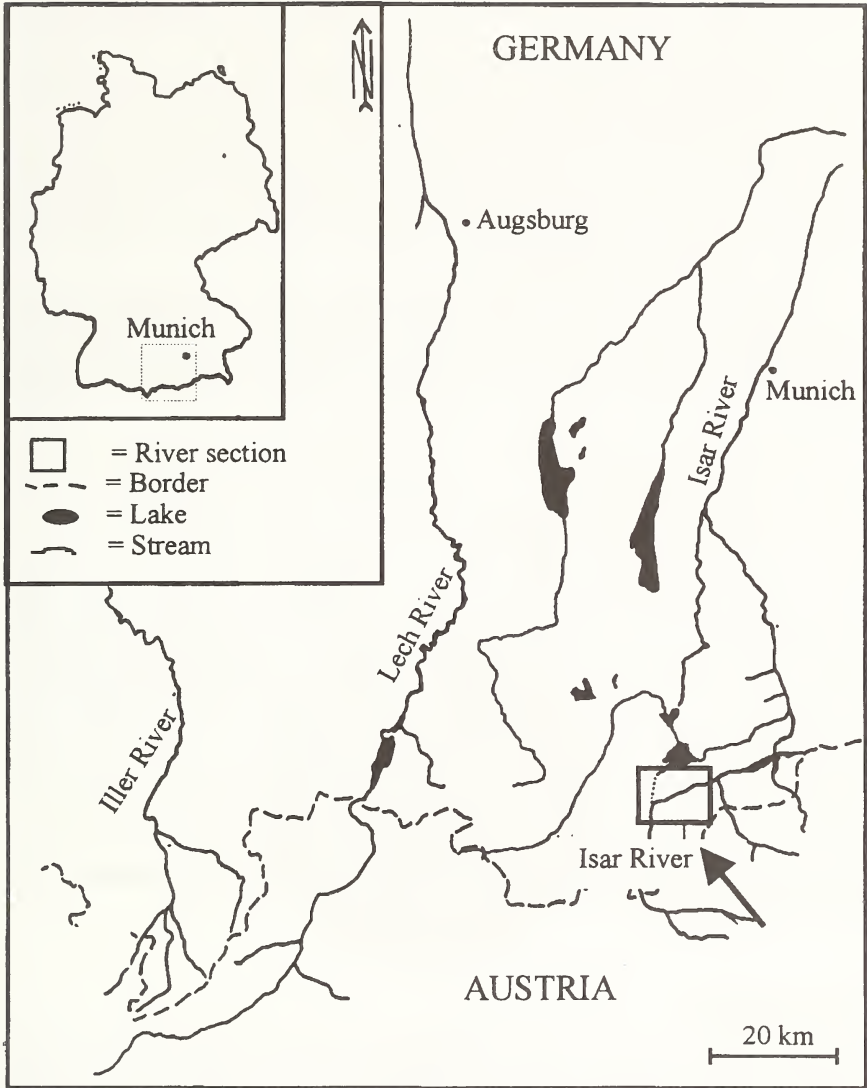 GERMANY
N
Augsburg
Munich
Munich
Isar River
= River section
= Border
= Lake
= Stream
Lech River
Iller River
Isar River
AUSTRIA
20 km